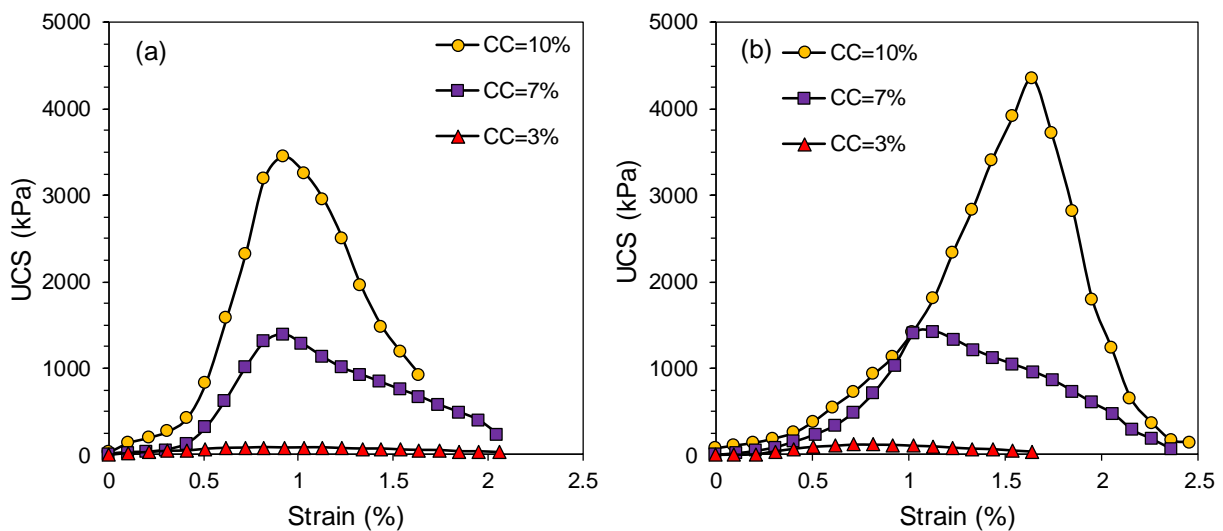 (a)
CC=10%
CC=7%
CC=3%
UCS (kPa)
5000
4000
3000
2000
1000
0
0 0.5 1 1.5 2 2.5
Strain (%)
(b)
CC=10%
CC=7%
CC=3%
UCS (kPa)
5000
4000
3000
2000
1000
0
0 0.5 1 1.5 2 2.5
Strain (%)